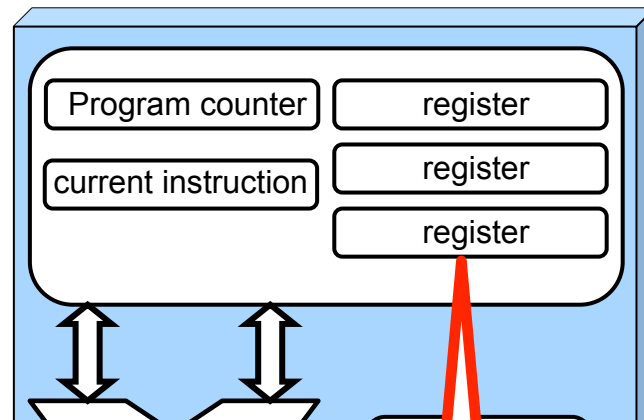 Program counter
register
current instruction
register
register